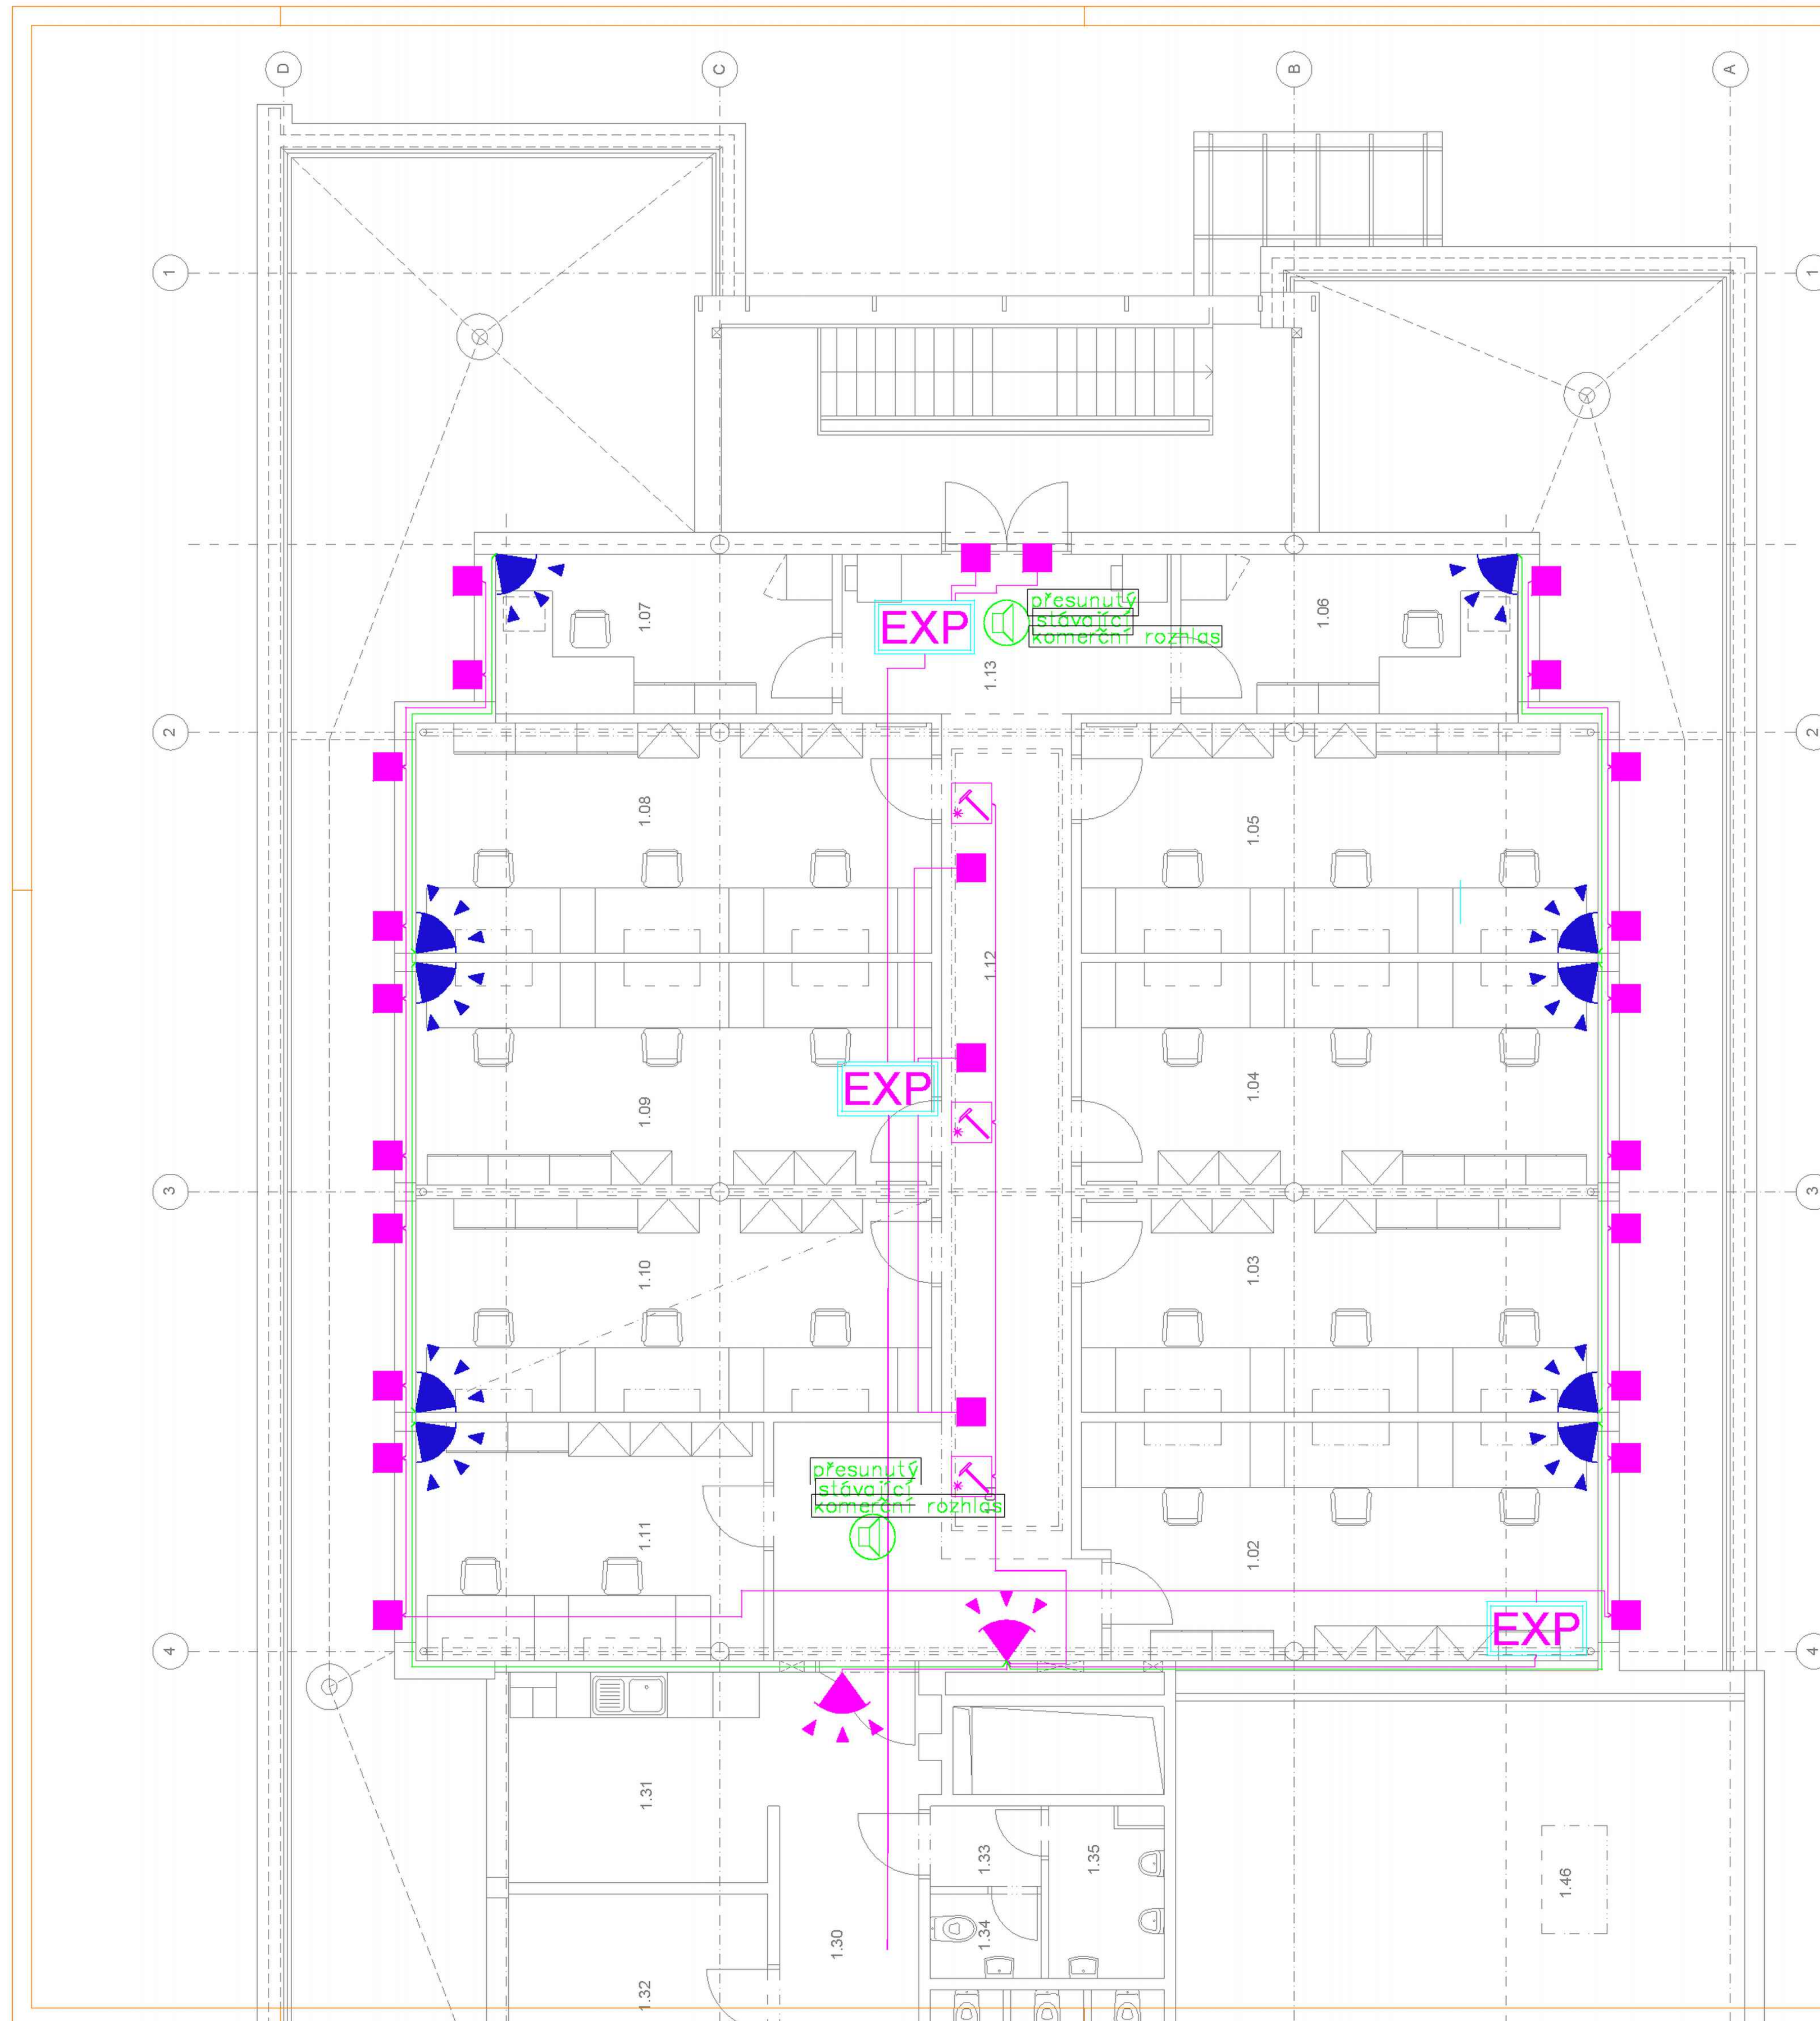 D
C
B
A
1
1
1.07
1.06
EXP
přesunutý
stávající
komerční rozhlas
1.13
2
2
1.08
1.05
1.12
EXP
1.09
1.04
3
3
1.10
1.03
přesunutý
stávající
komerční rozhlas
1.11
1.02
EXP
4
4
1.31
1.33
1.35
1.46
1.30
1.34
1.32